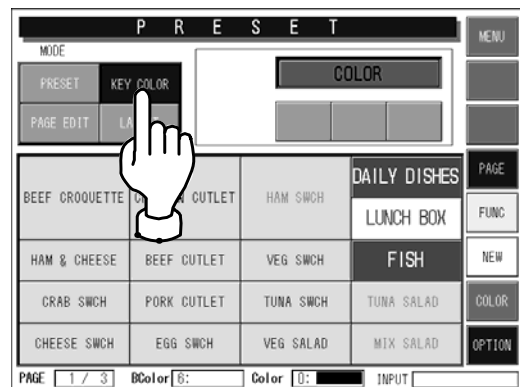 PRESET
MENU
MODE
PRESET
KEY COLOR
COLOR
PAGE EDIT
BEEF CROQUETTE
CUTLET
HAM SWCH
DAILY DISHES
LUNCH BOX
PAGE
FUNC
HAM & CHEESE
BEEF CUTLET
VEG SWCH
FISH
NEW
CRAB SWCH
PORK CUTLET
TUNA SWCH
TUNA SALAD
COLOR
CHEESE SWCH
EGG SWCH
VEG SALAD
MIX SALAD
OPTION
PAGE 1 / 3 BColor 6: Color 0: INPUT